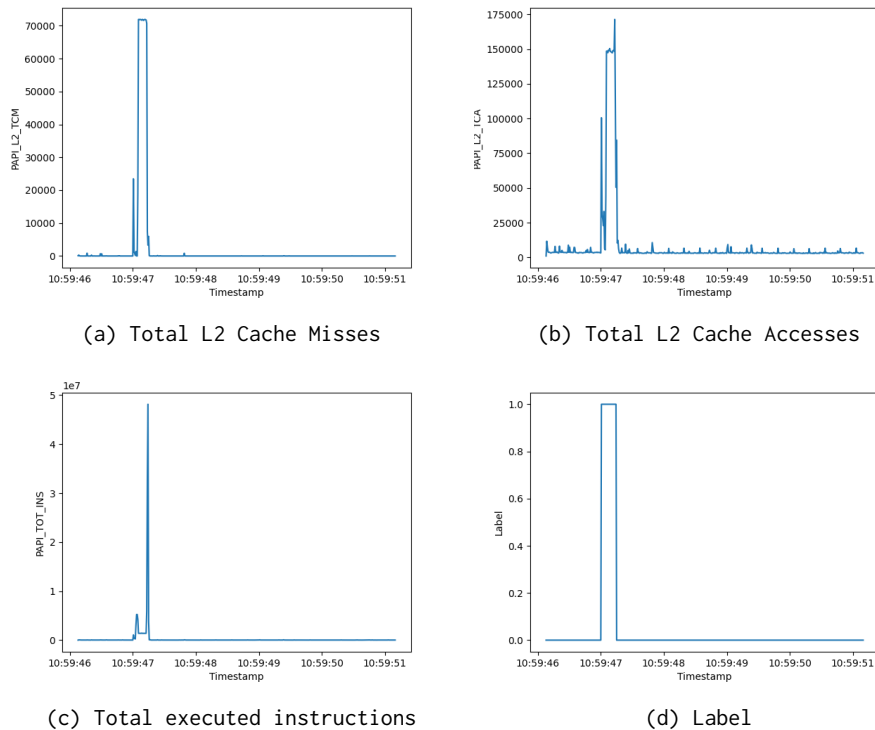 70000
60000
50000
40000
30000
20000
10000
0
PAPI_L2_TCM
10:59:46 10:59:47 10:59:48 10:59:49 10:59:50 10:59:51
Timestamp
(a) Total L2 Cache Misses
175000
150000
125000
100000
75000
50000
25000
0
PAPI_L2_TCA
10:59:46 10:59:47 10:59:48 10:59:49 10:59:50 10:59:51
Timestamp
(b) Total L2 Cache Accesses
1e7
5
4
3
2
1
0
PAPI_TOT_INS
10:59:46 10:59:47 10:59:48 10:59:49 10:59:50 10:59:51
Timestamp
(c) Total executed instructions
1.0
0.8
0.6
0.4
0.2
0.0
Label
10:59:46 10:59:47 10:59:48 10:59:49 10:59:50 10:59:51
Timestamp
(d) Label